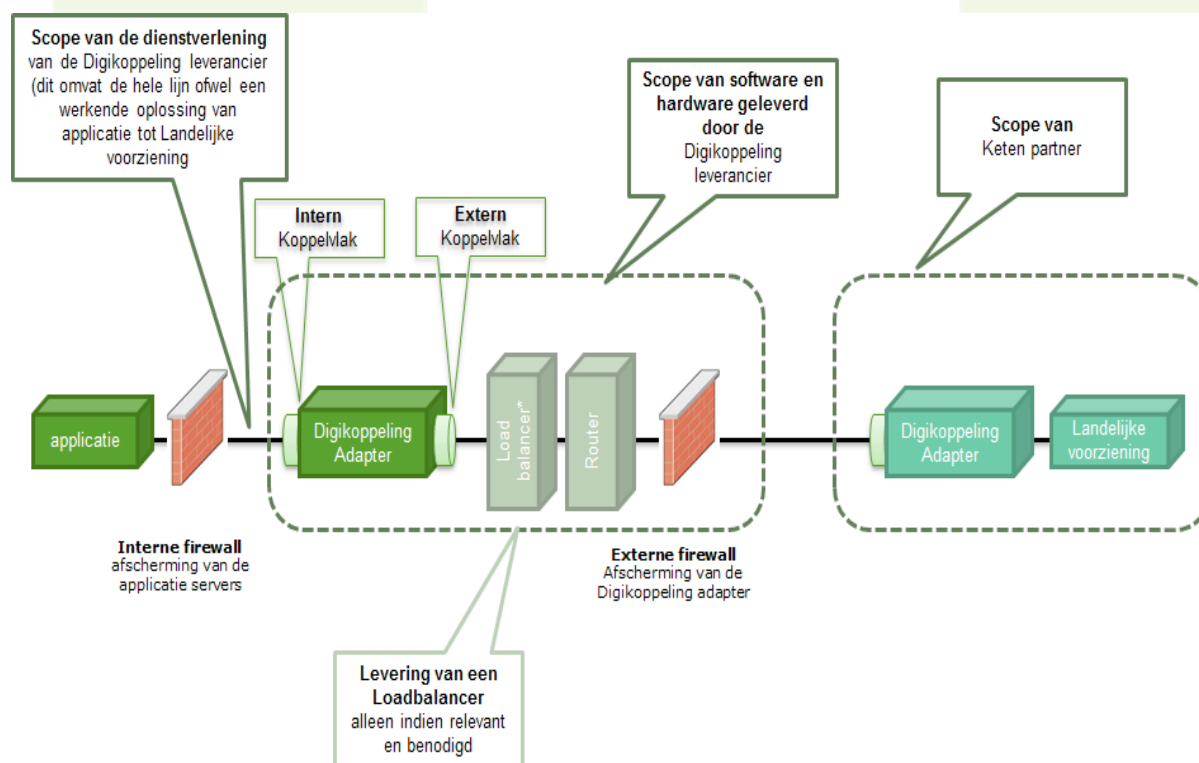 Scope van de dienstverlening
van de Digikoppeling leverancier
(dit omvat de hele lijn ofwel een
werkende oplossing van
applicatie tot Landelijke
voorziening
Scope van software en
hardware geleverd
door de
Digikoppeling
leverancier
Scope van
Keten partner
Intern
Koppelvlak
Extern
Koppelvlak
applicatie
Digikoppeling
Adapter
Load
balancer*
Router
Digikoppeling
Adapter
Landelijke
voorziening
Interne firewall
afscherming van de
applicatie servers
Externe firewall
Afscherming van de
Digikoppeling adapter
Levering van een
Loadbalancer
alleen indien relevant
en benodigd